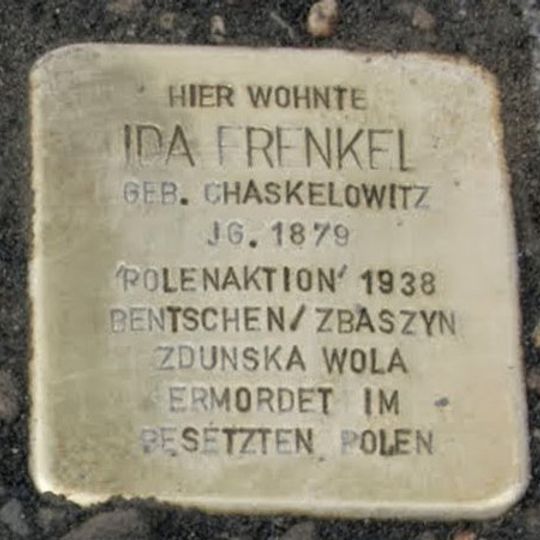 HIER WOHNTE
IDA FRENKEL
GEB. CHASKELOWITZ
JG. 1879
'POLENAKTION' 1938
BENTSCHEN/ZBASZYN
ZDUNSKA WOLA
ERMORDET IM
BESETZTEN POLEN